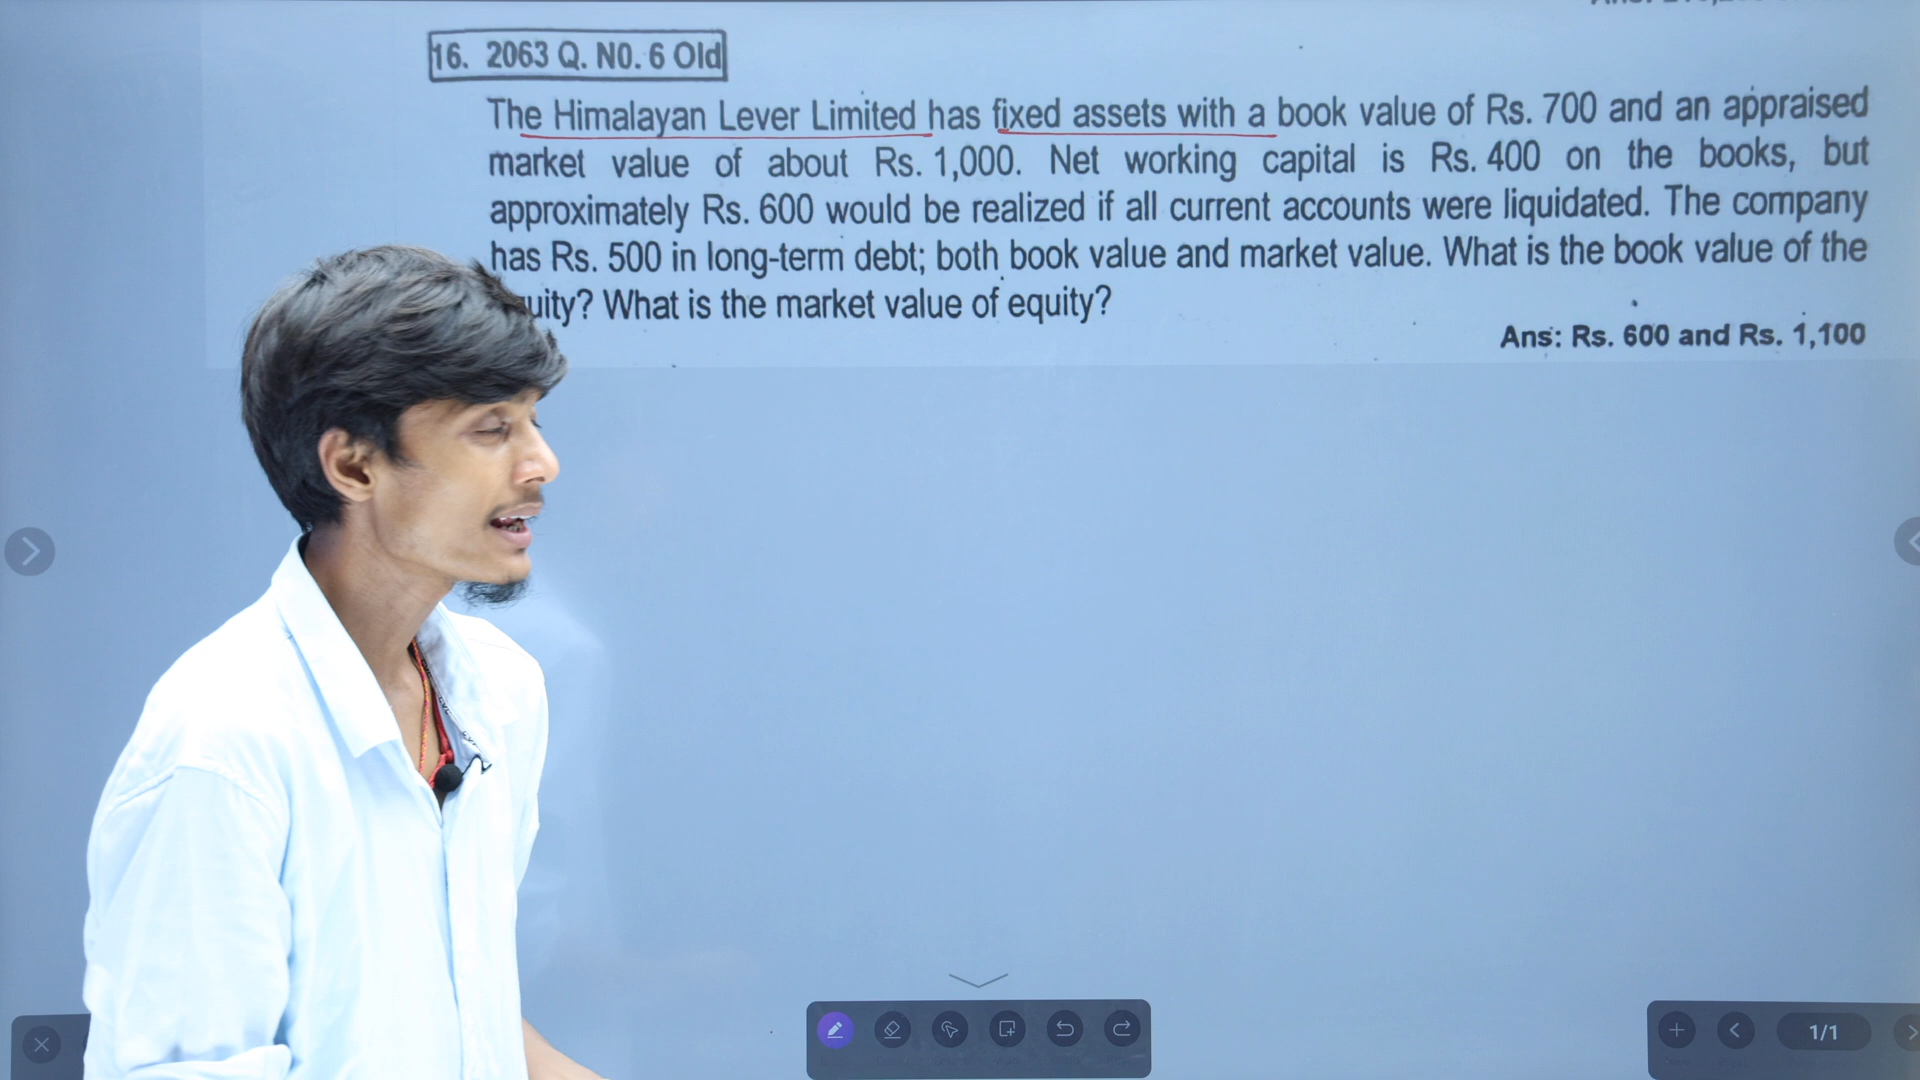 16. 2063 Q. NO. 6 Old
The Himalayan Lever Limited has fixed assets with a book value of Rs. 700 and an appraised
market value of about Rs. 1,000. Net working capital is Rs. 400 on the books, but
approximately Rs. 600 would be realized if all current accounts were liquidated. The company
has Rs. 500 in long-term debt; both book value and market value. What is the book value of the
uity? What is the market value of equity?
Ans: Rs. 600 and Rs. 1,100
1/1